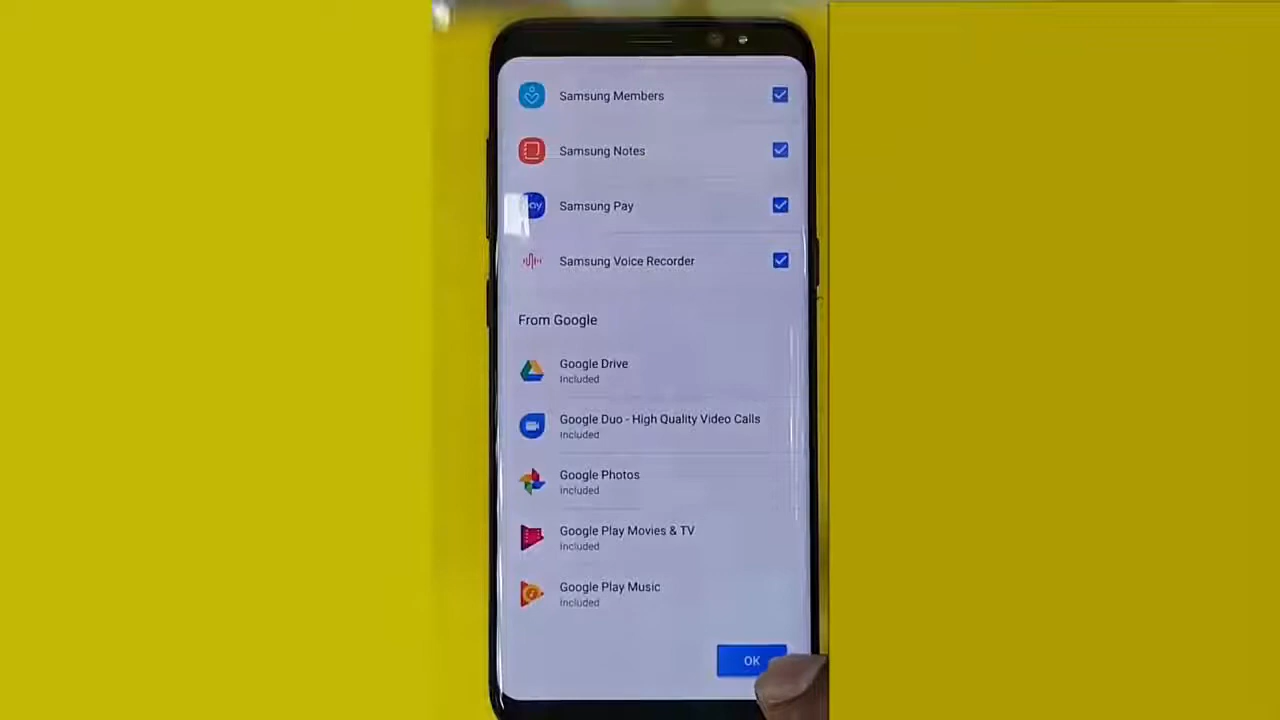 Samsung Members
Samsung Notes
pay
Samsung Pay
Samsung Voice Recorder
From Google
Google Drive
Included
Google Duo - High Quality Video Calls
Included
Google Photos
Included
Google Play Movies & TV
Included
Google Play Music
Included
OK